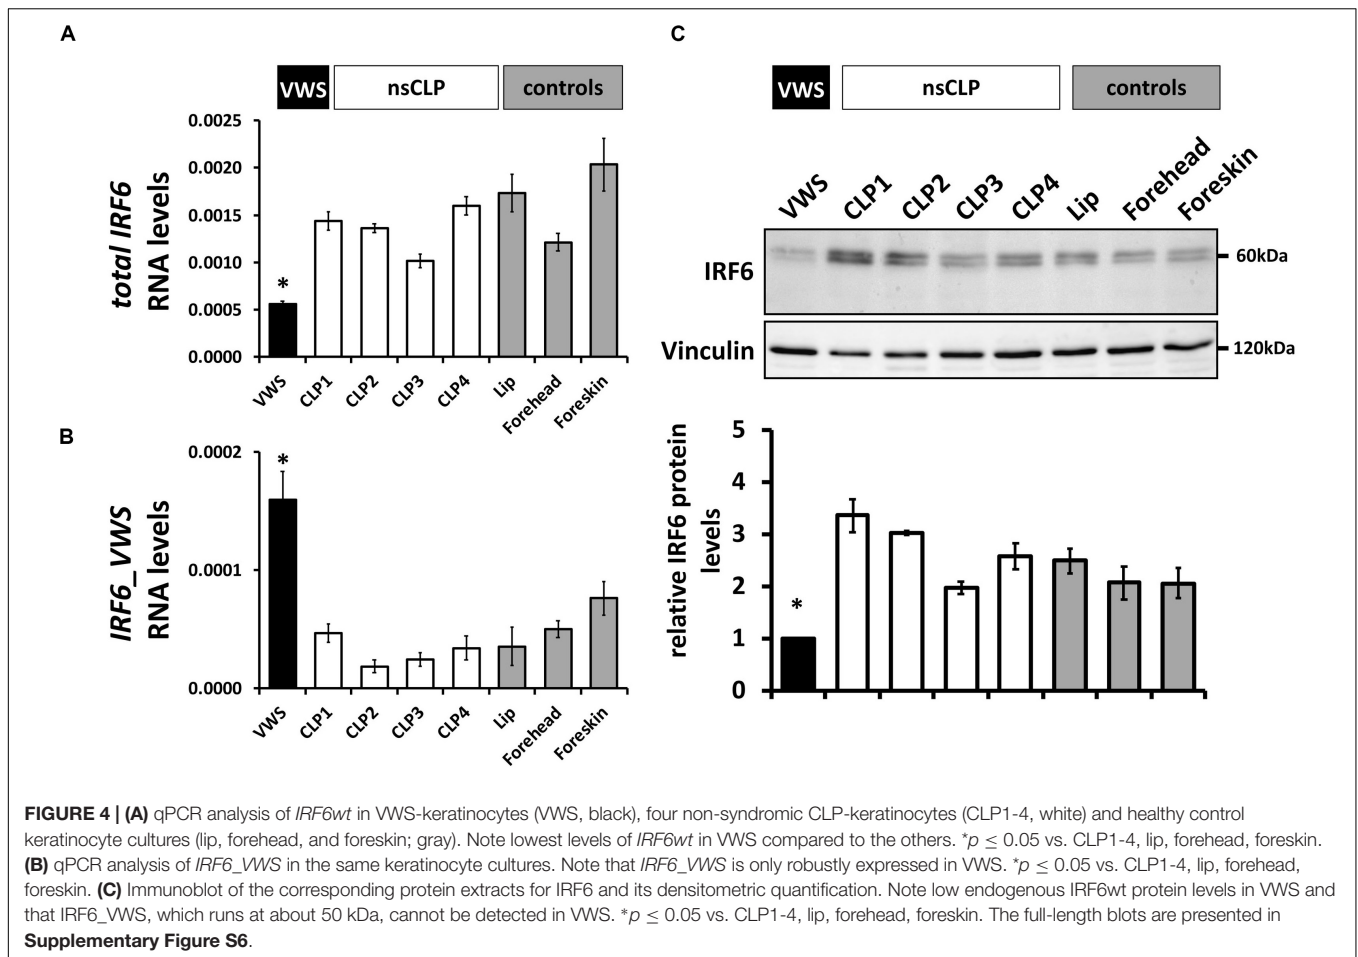 A
VWS
nsCLP
controls
total IRF6
RNA levels
0.0025
0.0020
0.0015
0.0010
0.0005
0.0000
*
VWS
CLP1
CLP2
CLP3
CLP4
Lip
Forehead
Foreskin
B
IRF6_VWS
RNA levels
0.0002
0.0001
0.0000
*
VWS
CLP1
CLP2
CLP3
CLP4
Lip
Forehead
Foreskin
C
VWS
nsCLP
controls
VWS
CLP1
CLP2
CLP3
CLP4
Lip
Forehead
Foreskin
IRF6
60kDa
Vinculin
120kDa
relative IRF6 protein
levels
5
4
3
2
1
0
*
FIGURE 4 | (A) qPCR analysis of IRF6wt in VWS-keratinocytes (VWS, black), four non-syndromic CLP-keratinocytes (CLP1-4, white) and healthy control
keratinocyte cultures (lip, forehead, and foreskin; gray). Note lowest levels of IRF6wt in VWS compared to the others. *p ≤ 0.05 vs. CLP1-4, lip, forehead, foreskin.
(B) qPCR analysis of IRF6_VWS in the same keratinocyte cultures. Note that IRF6_VWS is only robustly expressed in VWS. *p ≤ 0.05 vs. CLP1-4, lip, forehead,
foreskin. (C) Immunoblot of the corresponding protein extracts for IRF6 and its densitometric quantification. Note low endogenous IRF6wt protein levels in VWS and
that IRF6_VWS, which runs at about 50 kDa, cannot be detected in VWS. *p ≤ 0.05 vs. CLP1-4, lip, forehead, foreskin. The full-length blots are presented in
Supplementary Figure S6.